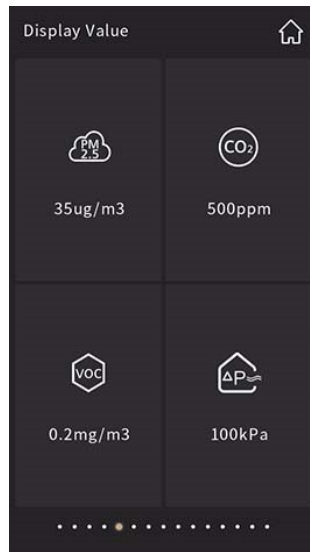 Display Value
PM
2.5
CO₂
35ug/m3
500ppm
VOC
ΔP
0.2mg/m3
100kPa